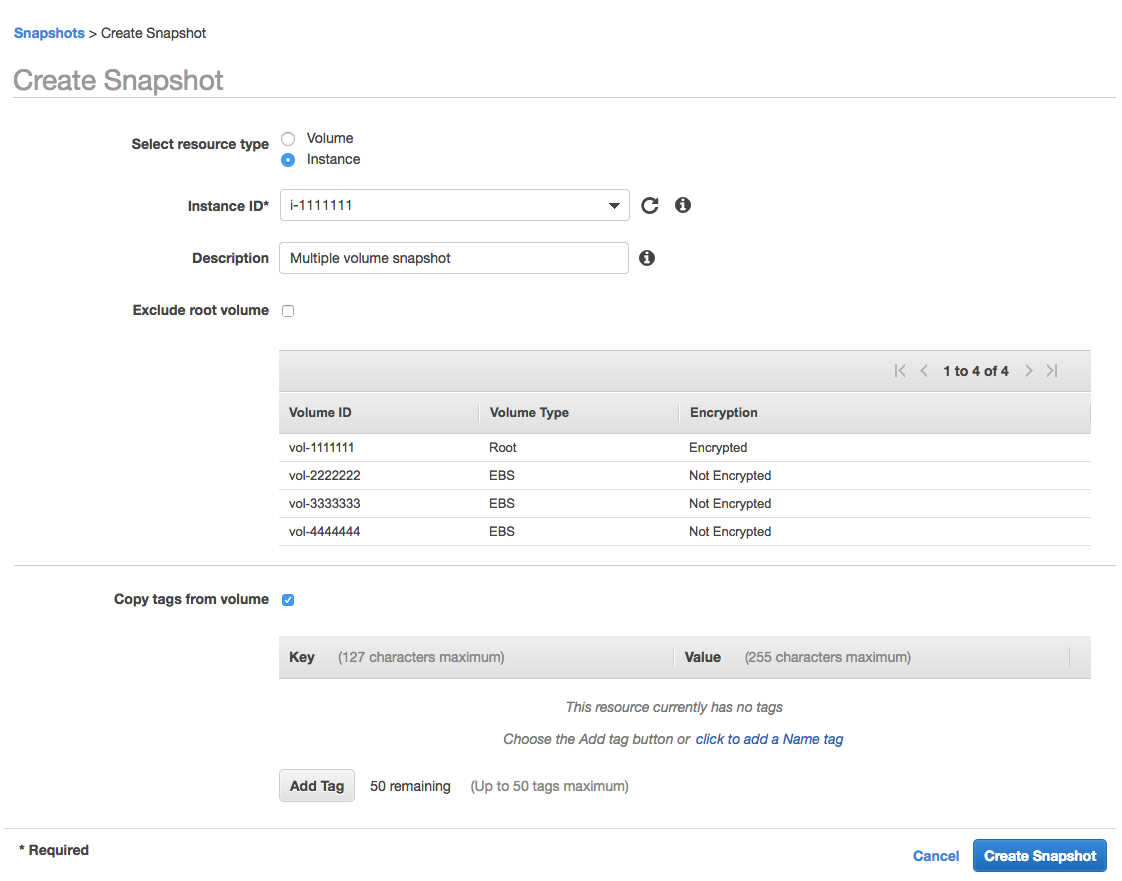 Snapshots > Create Snapshot
Create Snapshot
Select resource type
Volume
Instance
Instance ID* i-1111111
Description Multiple volume snapshot
Exclude root volume
1 to 4 of 4
Volume ID Volume Type Encryption
vol-1111111 Root Encrypted
vol-2222222 EBS Not Encrypted
vol-3333333 EBS Not Encrypted
vol-4444444 EBS Not Encrypted
Copy tags from volume
Key (127 characters maximum) Value (255 characters maximum)
This resource currently has no tags
Choose the Add tag button or click to add a Name tag
Add Tag 50 remaining (Up to 50 tags maximum)
* Required
Cancel Create Snapshot